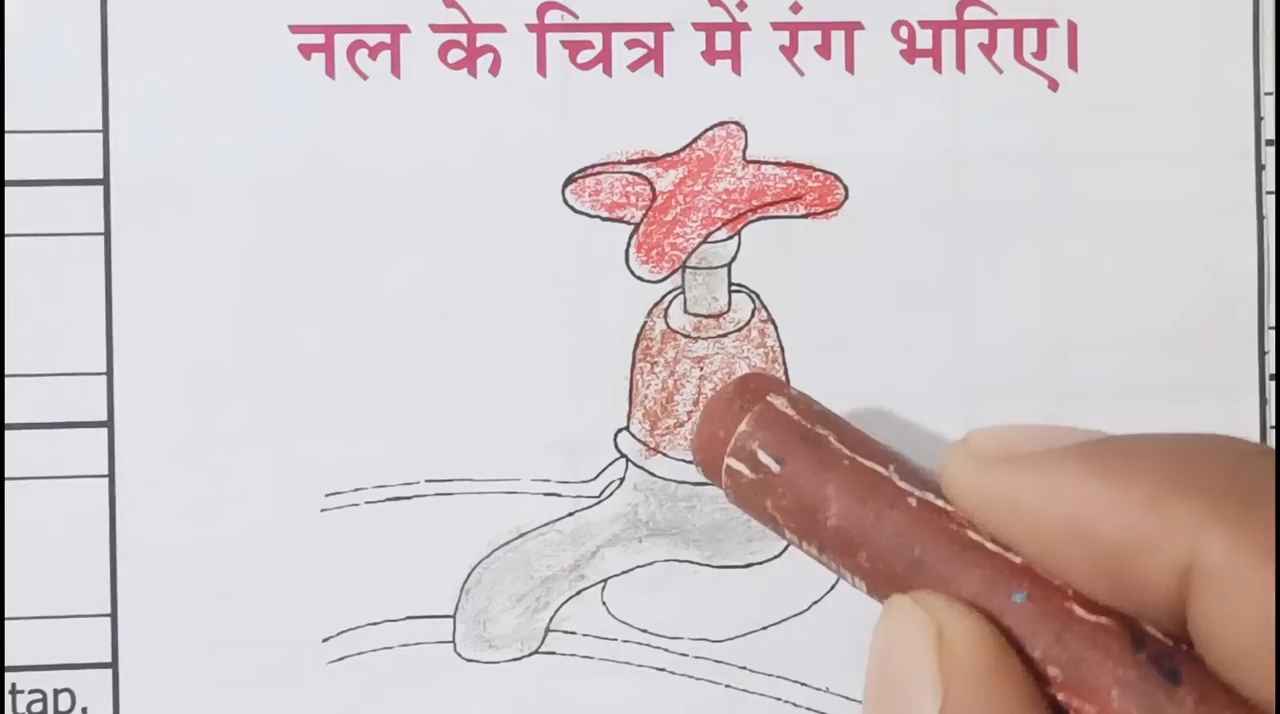 नल के चित्र में रंग भरिए।
tap.